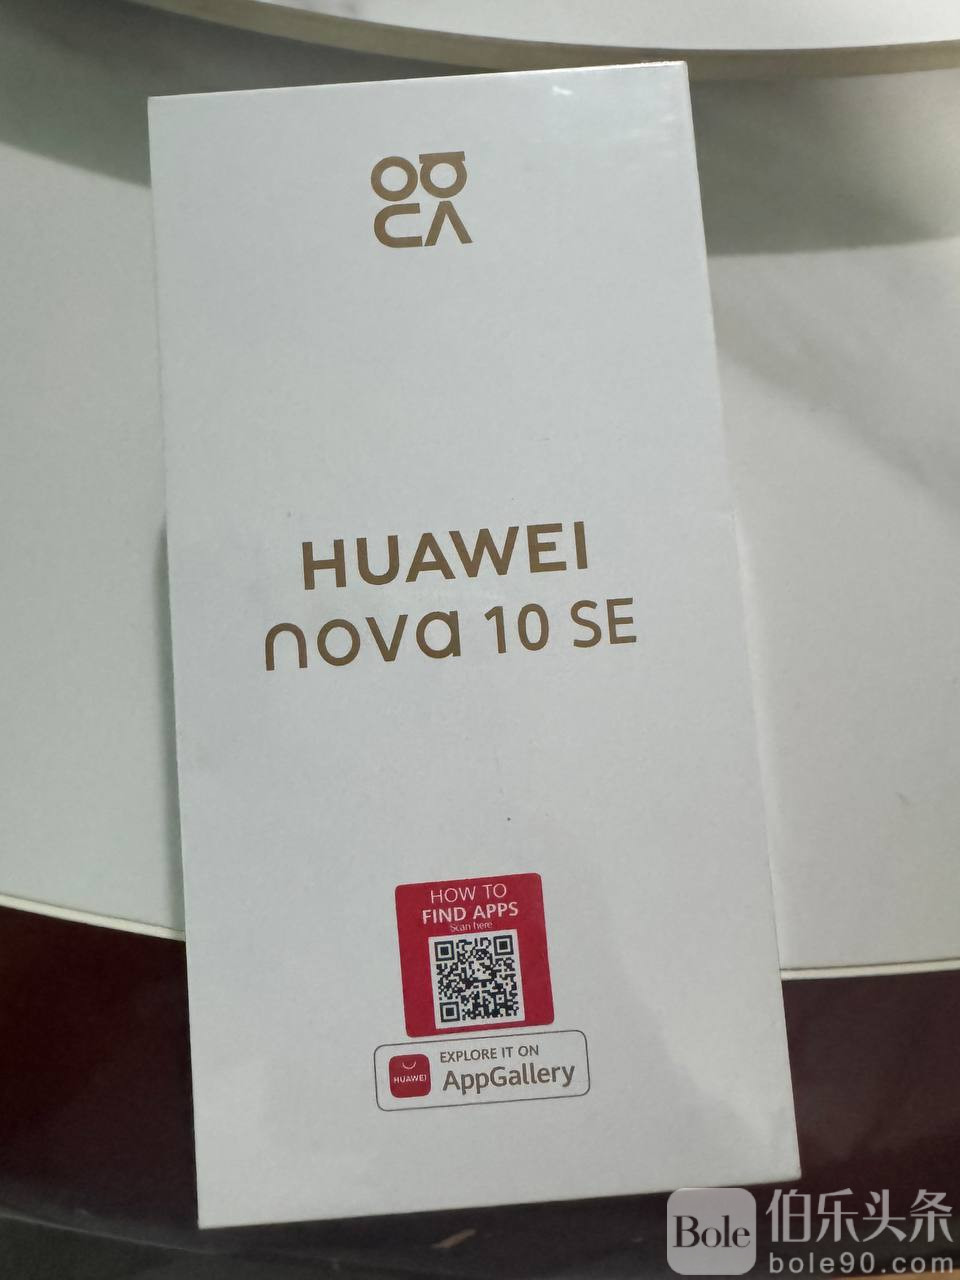 HUAWEI
nova 10 SE
HOW TO
FIND APPS
Scan here
HUAWEI
EXPLORE IT ON
AppGallery
Bole
伯乐头条
bole90.com